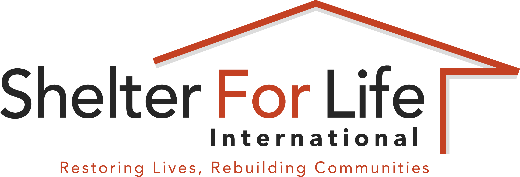 Shelter For Life
International
Restoring Lives, Rebuilding Communities